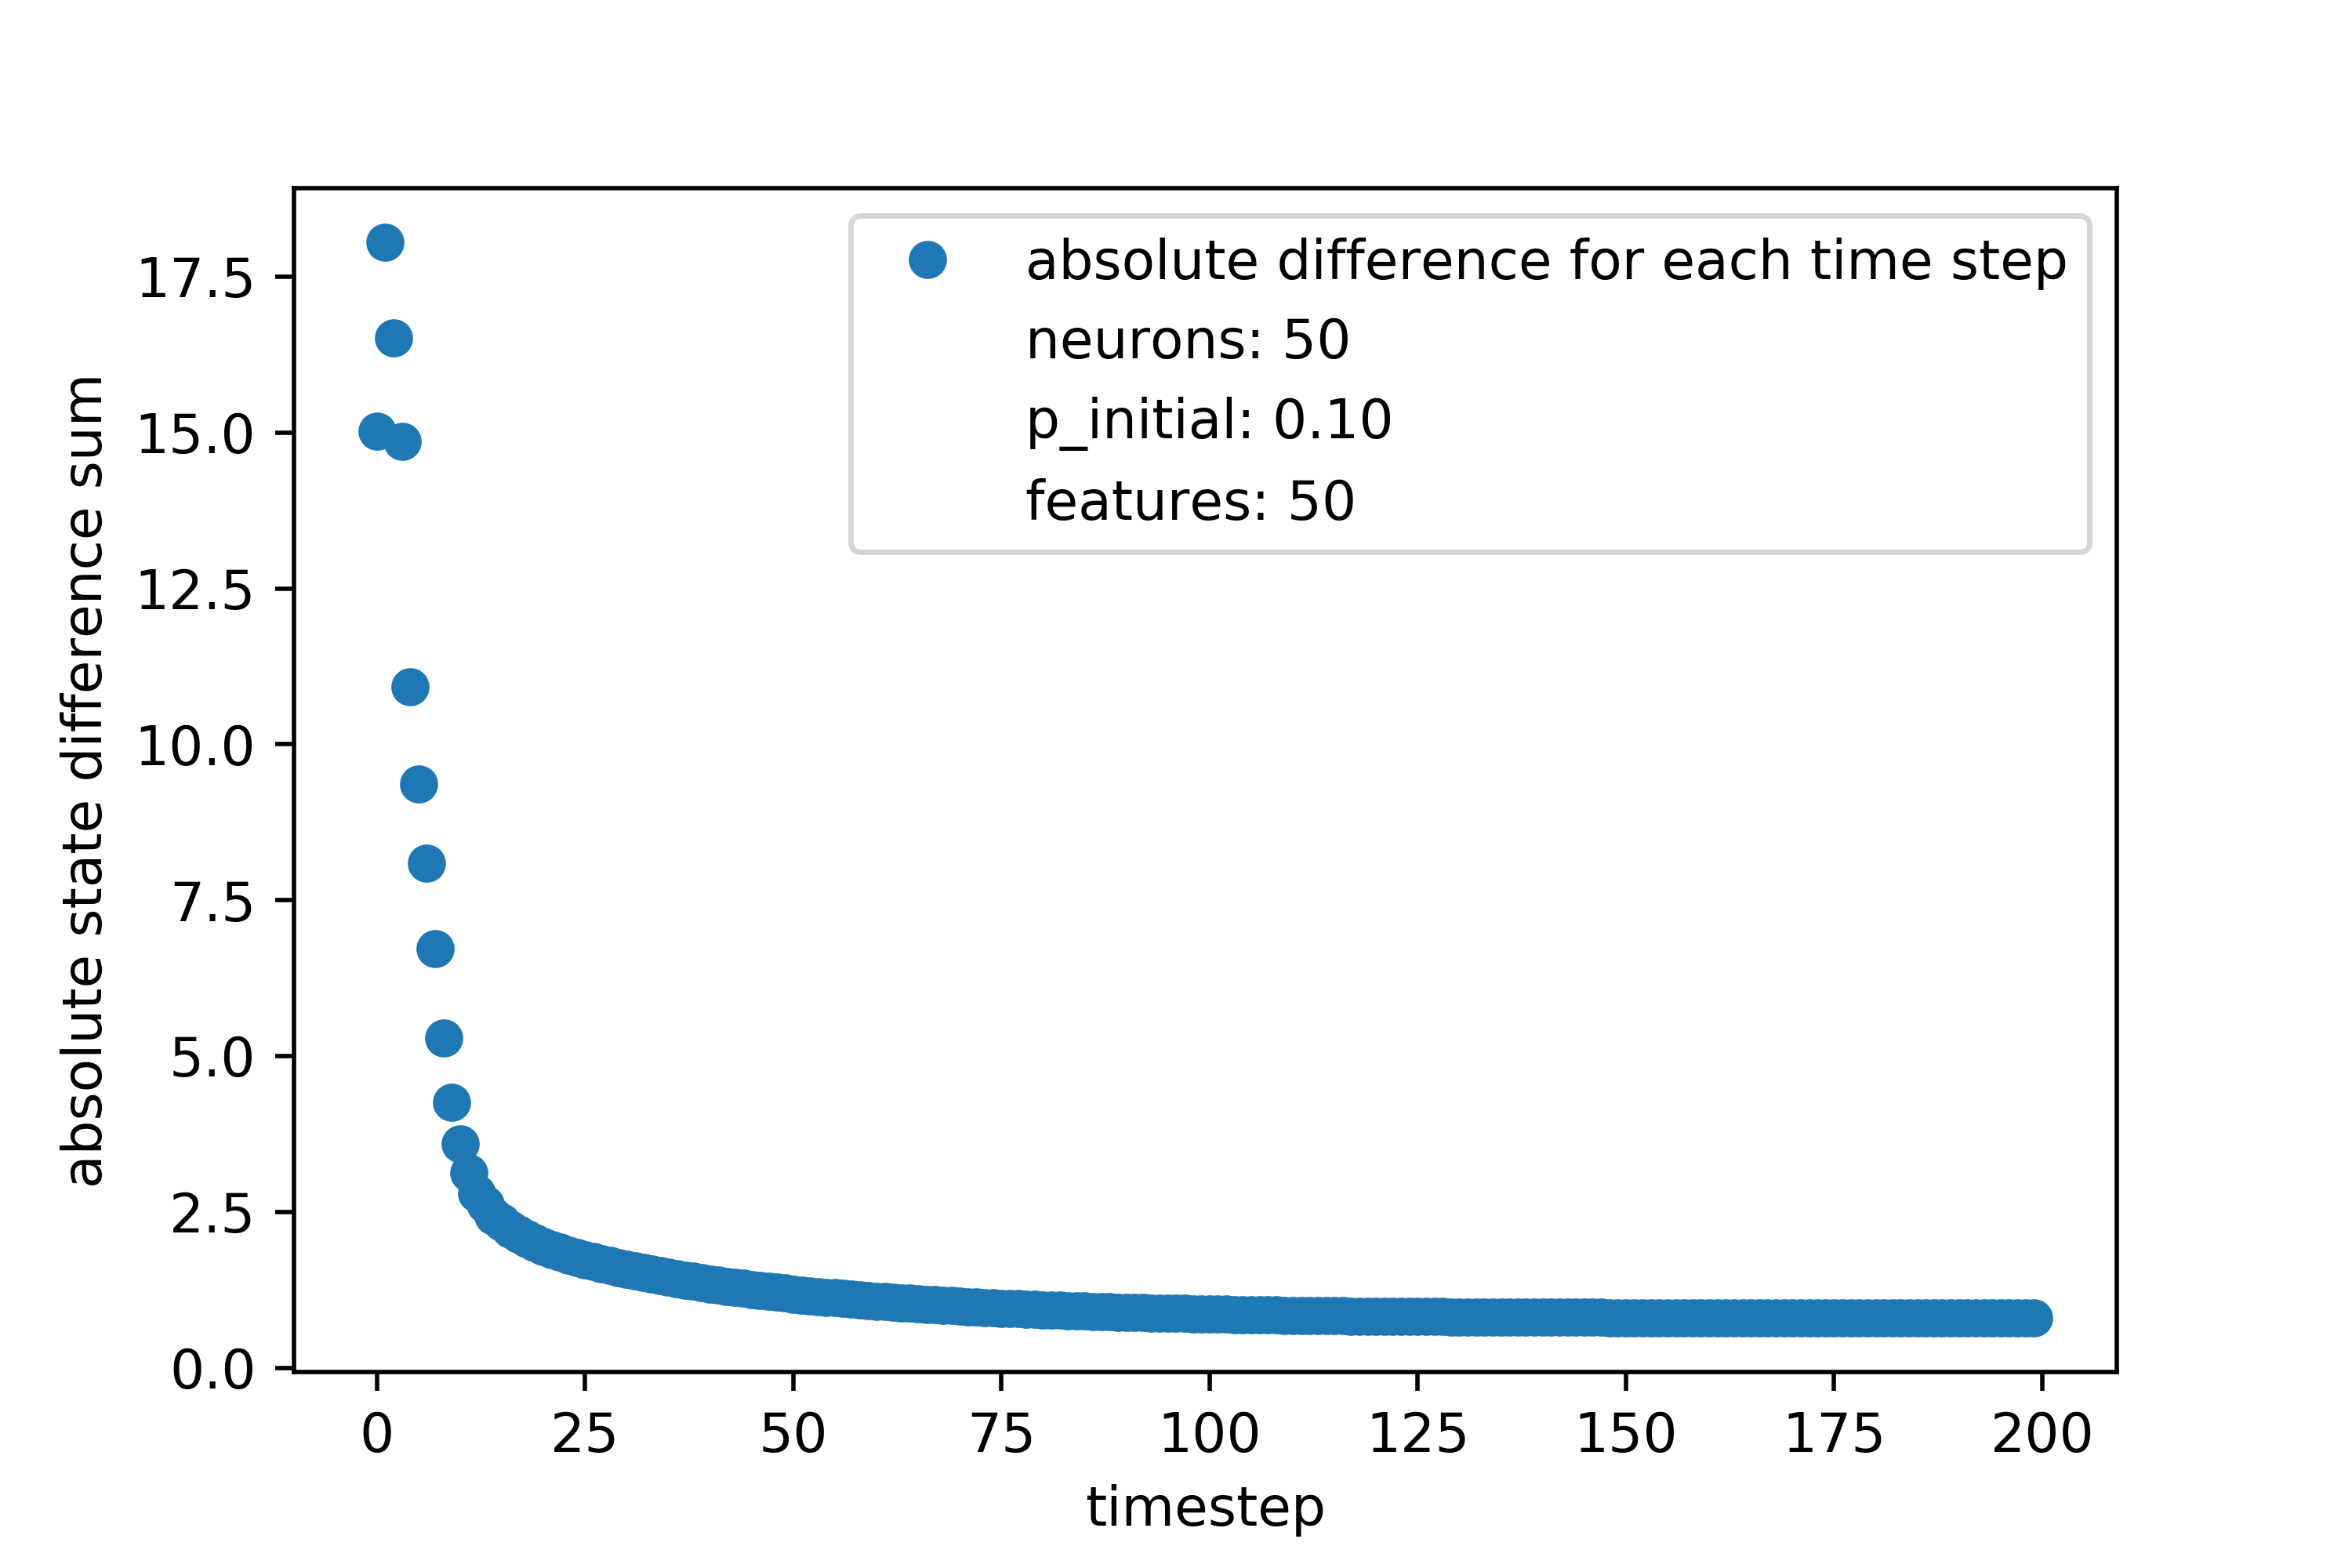 absolute difference for each time step
neurons: 50
p_initial: 0.10
features: 50
absolute state difference sum
17.5
15.0
12.5
10.0
7.5
5.0
2.5
0.0
0 25 50 75 100 125 150 175 200
timestep